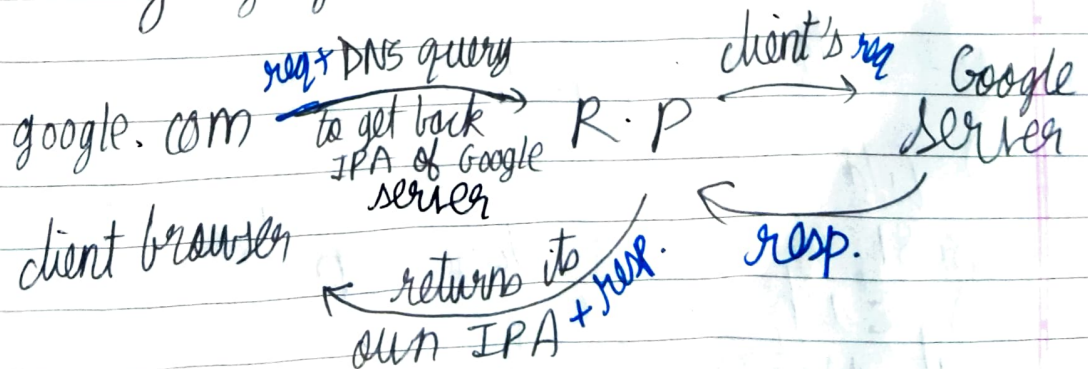 req + DNS query
client's req
Google
server
google.com
to get back
IPA of Google
server
R.P
client browser
returns its
own IPA + resp.
resp.